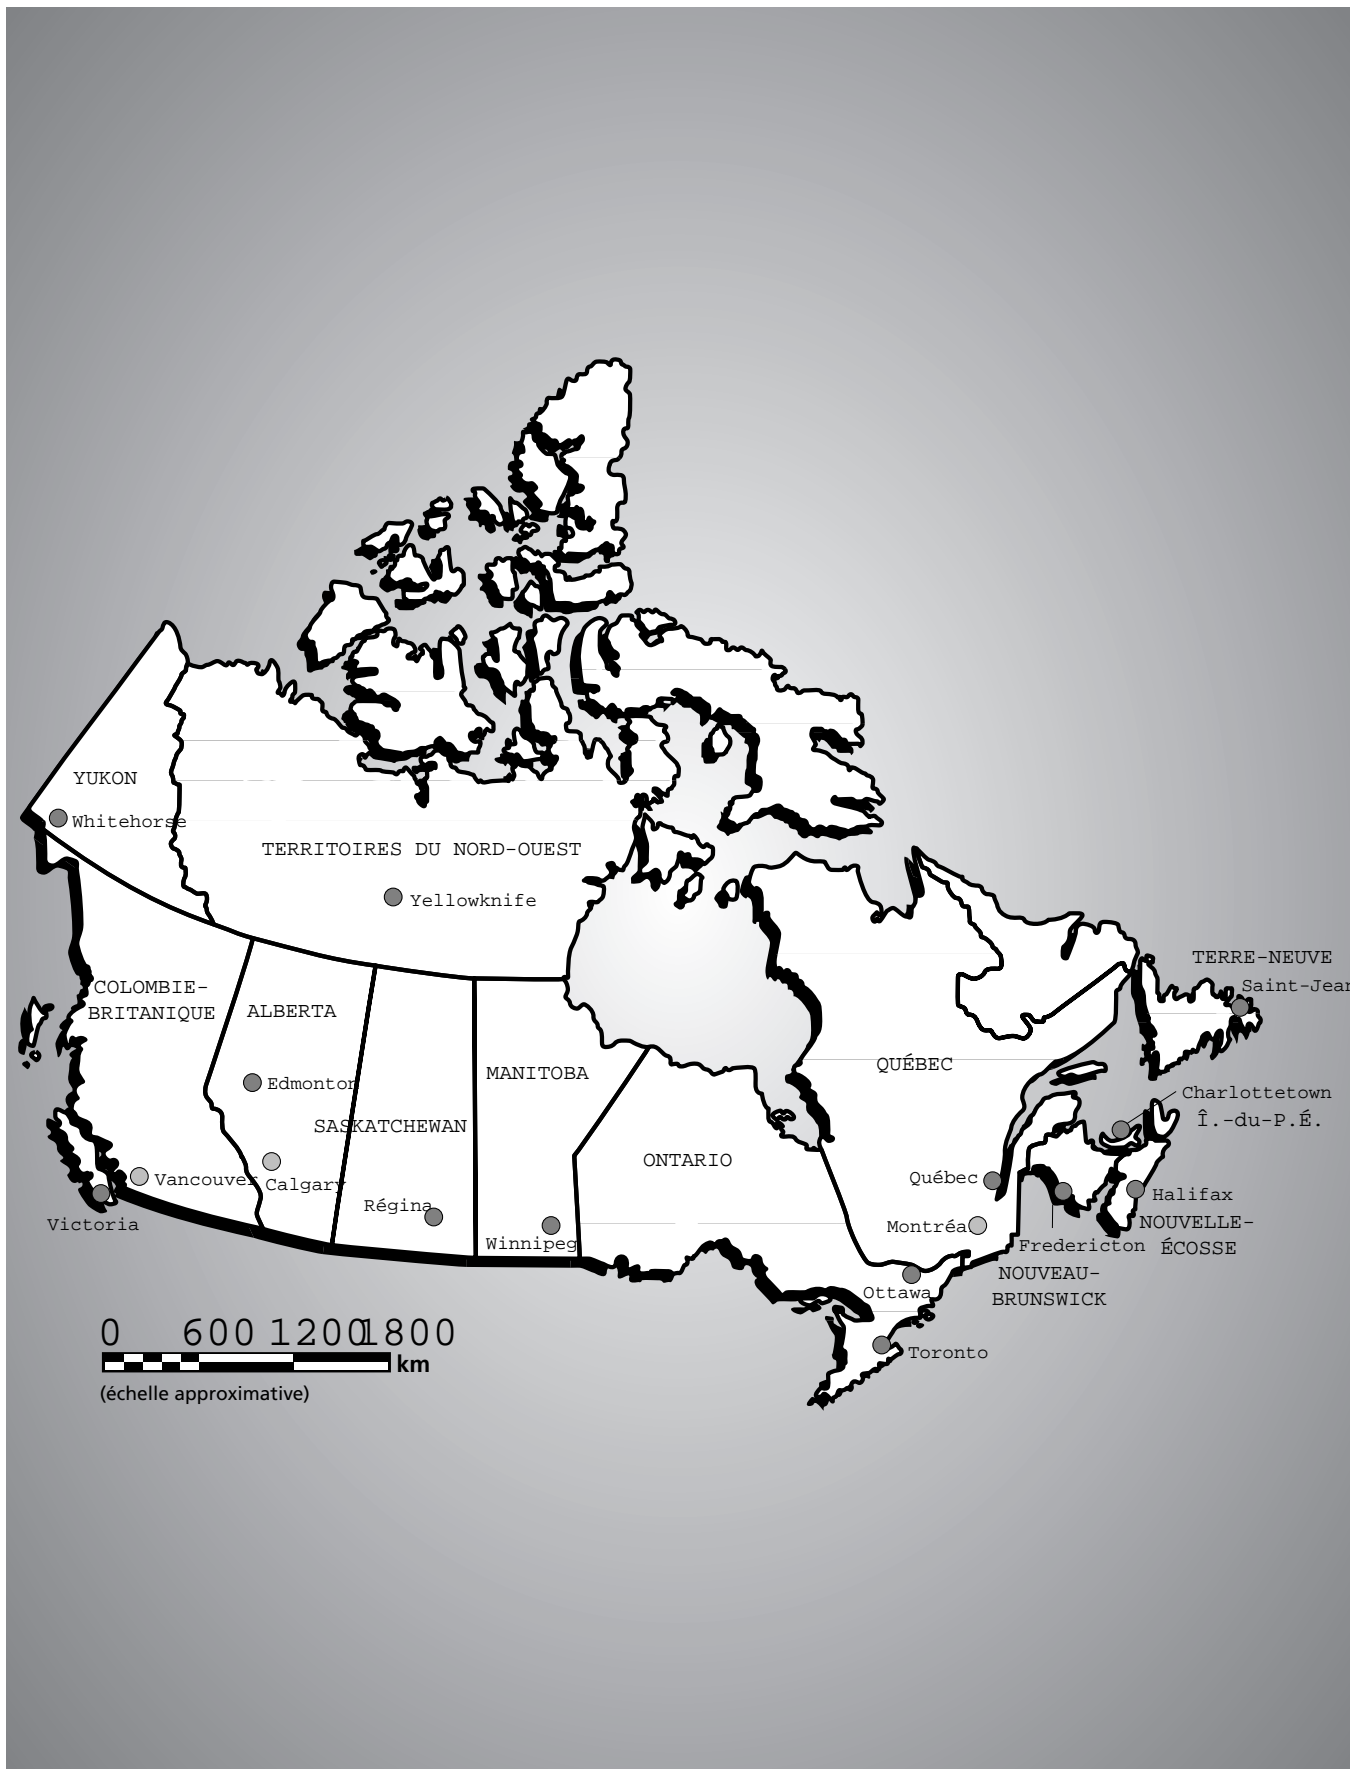 YUKON
Whitehorse
TERRITOIRES DU NORD-OUEST
Yellowknife
TERRE-NEUVE
COLOMBIE-
BRITANIQUE
ALBERTA
QUÉBEC
MANITOBA
Edmonton
Charlottetown
Î.-du-P.É.
SASKATCHEWAN
ONTARIO
Vancouver
Calgary
Québec
Halifax
Régina
Victoria
NOUVELLE-
ÉCOSSE
Montréa
Winnipeg
Fredericton
NOUVEAU-
BRUNSWICK
Ottawa
Toronto
0 600 1200 1800
km
(échelle approximative)
Saint-Jean